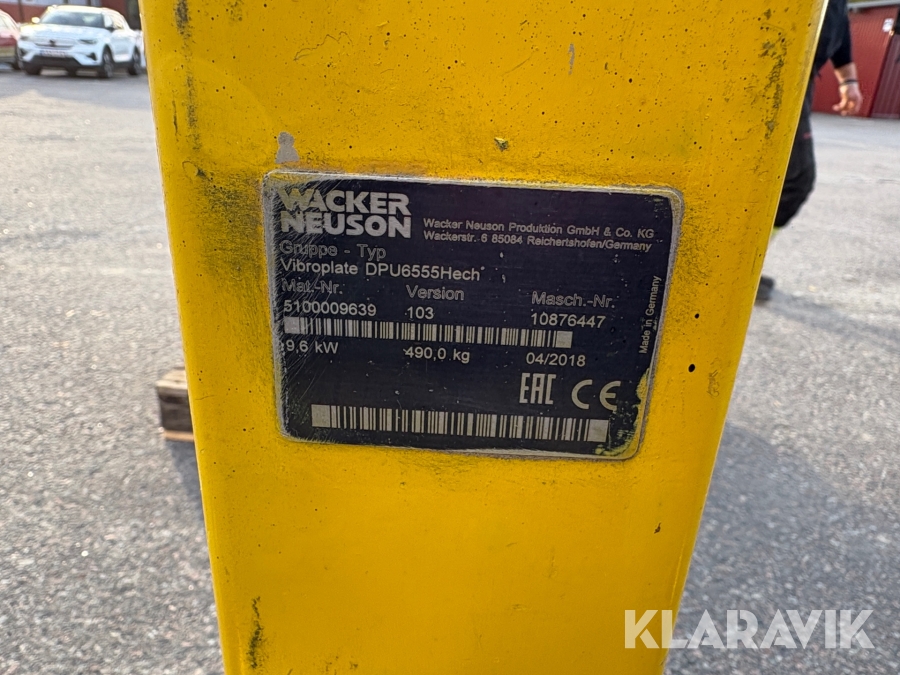 WACKER
NEUSON
Wacker Neuson Produktion GmbH & Co. KG
Wackerstr. 6 85084 Reichertshofen/Germany
Gruppe - Typ
Vibroplate DPU6555Hech
Mat.-Nr. Version Masch.-Nr.
5100009639 103 10876447
9,6 kW 490,0 kg 04/2018
EAC CE
Made in Germany
KLARAVIK